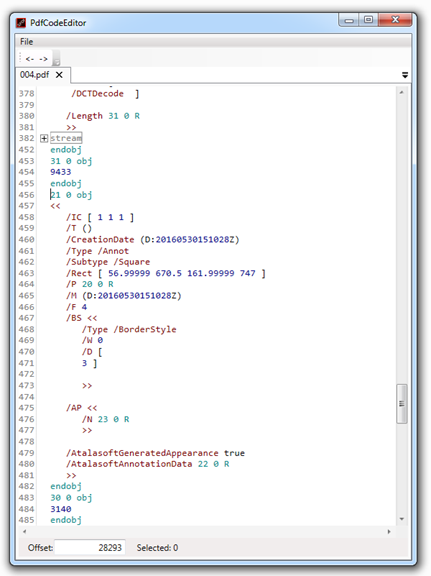 PdfCodeEditor
File
<- ->
004.pdf
378 /DCTDecode ]
379
380 /Length 31 0 R
381 >>
382 stream
452 endobj
453 31 0 obj
454 9433
455 endobj
456 21 0 obj
457 <<
458 /IC [ 1 1 1 ]
459 /T ()
460 /CreationDate (D:20160530151028Z)
461 /Type /Annot
462 /Subtype /Square
463 /Rect [ 56.99999 670.5 161.99999 747 ]
464 /P 20 0 R
465 /M (D:20160530151028Z)
466 /F 4
467 /BS <<
468 /Type /BorderStyle
469 /W 0
470 /D [
471 3 ]
472
473 >>
474
475 /AP <<
476 /N 23 0 R
477 >>
478
479 /AtalasoftGeneratedAppearance true
480 /AtalasoftAnnotationData 22 0 R
481 >>
482 endobj
483 30 0 obj
484 3140
485 endobj
Offset: 28293 Selected: 0